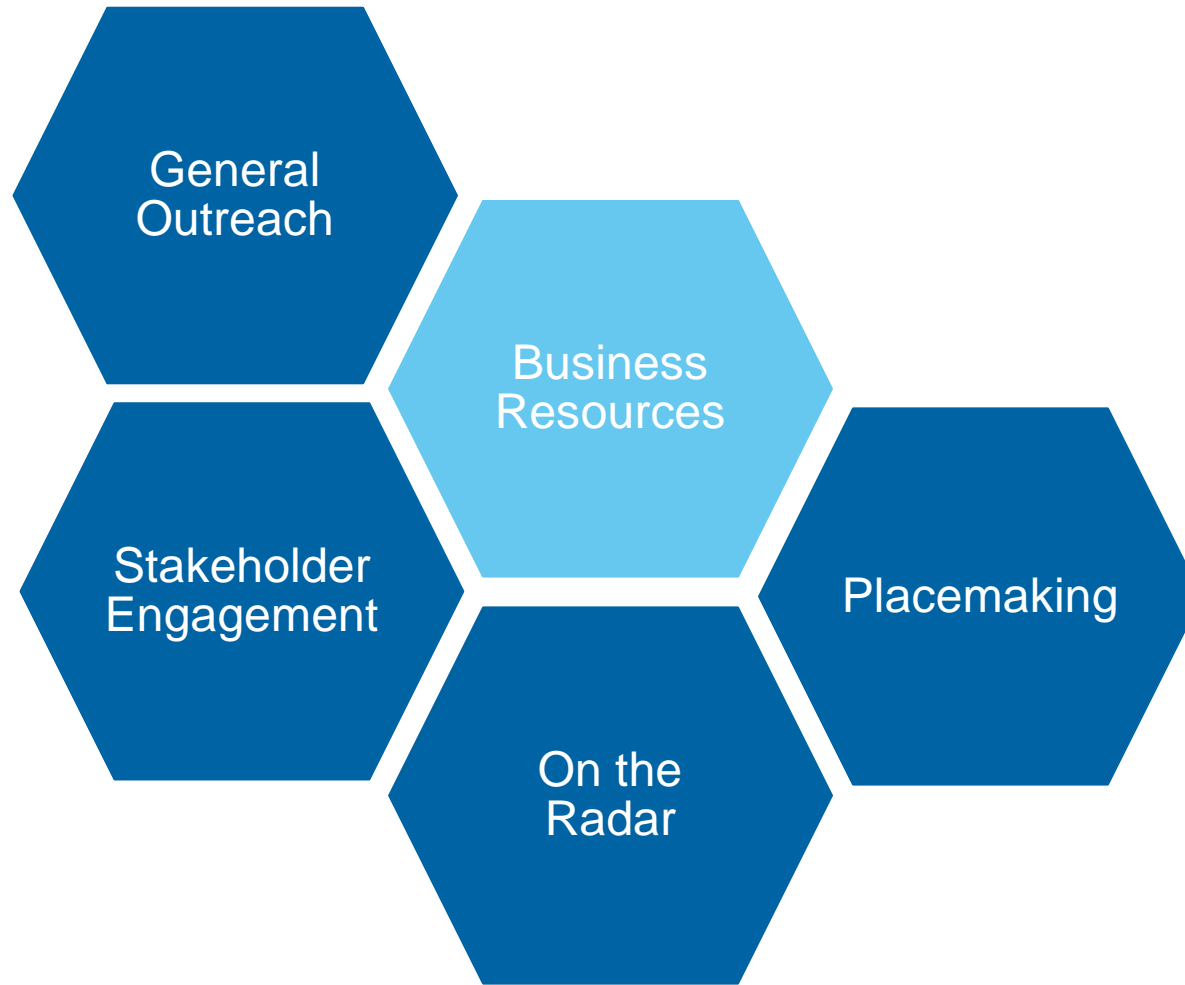 General
Outreach
Business
Resources
Stakeholder
Engagement
Placemaking
On the
Radar